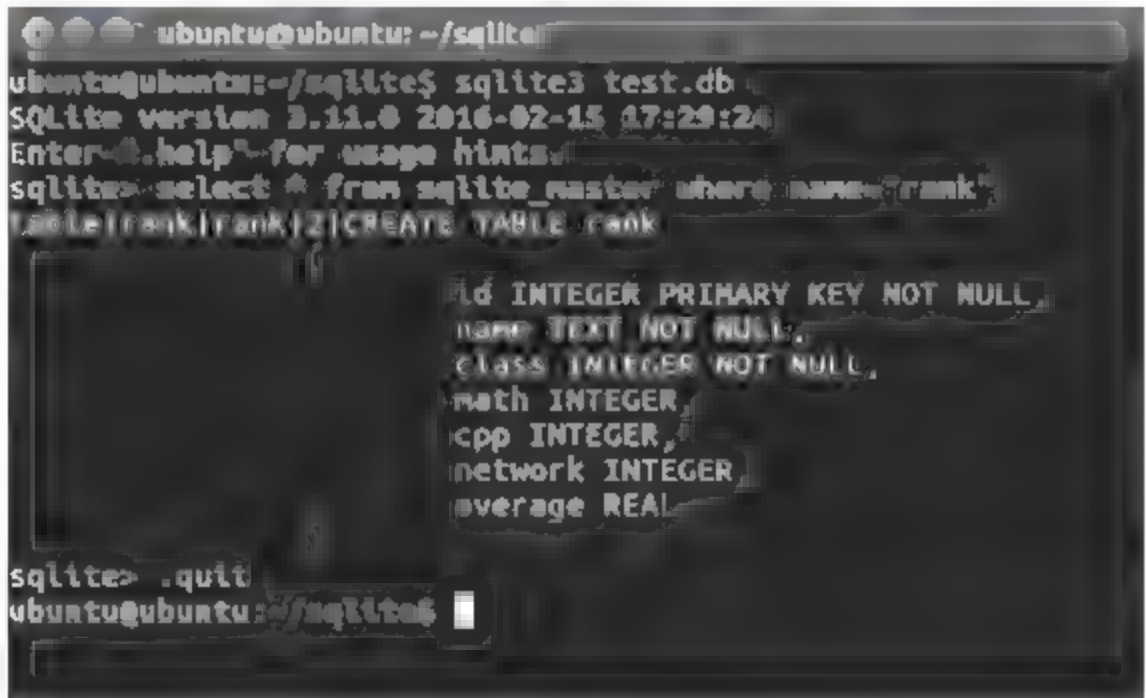 ubuntu@ubuntu: ~/sqlite
ubuntu@ubuntu:~/sqlite$ sqlite3 test.db
SQLite version 3.11.0 2016-02-15 17:29:24
Enter ".help" for usage hints.
sqlite> select * from sqlite_master where name="rank";
table|rank|rank|2|CREATE TABLE rank
(
id INTEGER PRIMARY KEY NOT NULL,
name TEXT NOT NULL,
class INTEGER NOT NULL,
math INTEGER,
cpp INTEGER,
network INTEGER,
average REAL
sqlite> .quit
ubuntu@ubuntu:~/sqlite$